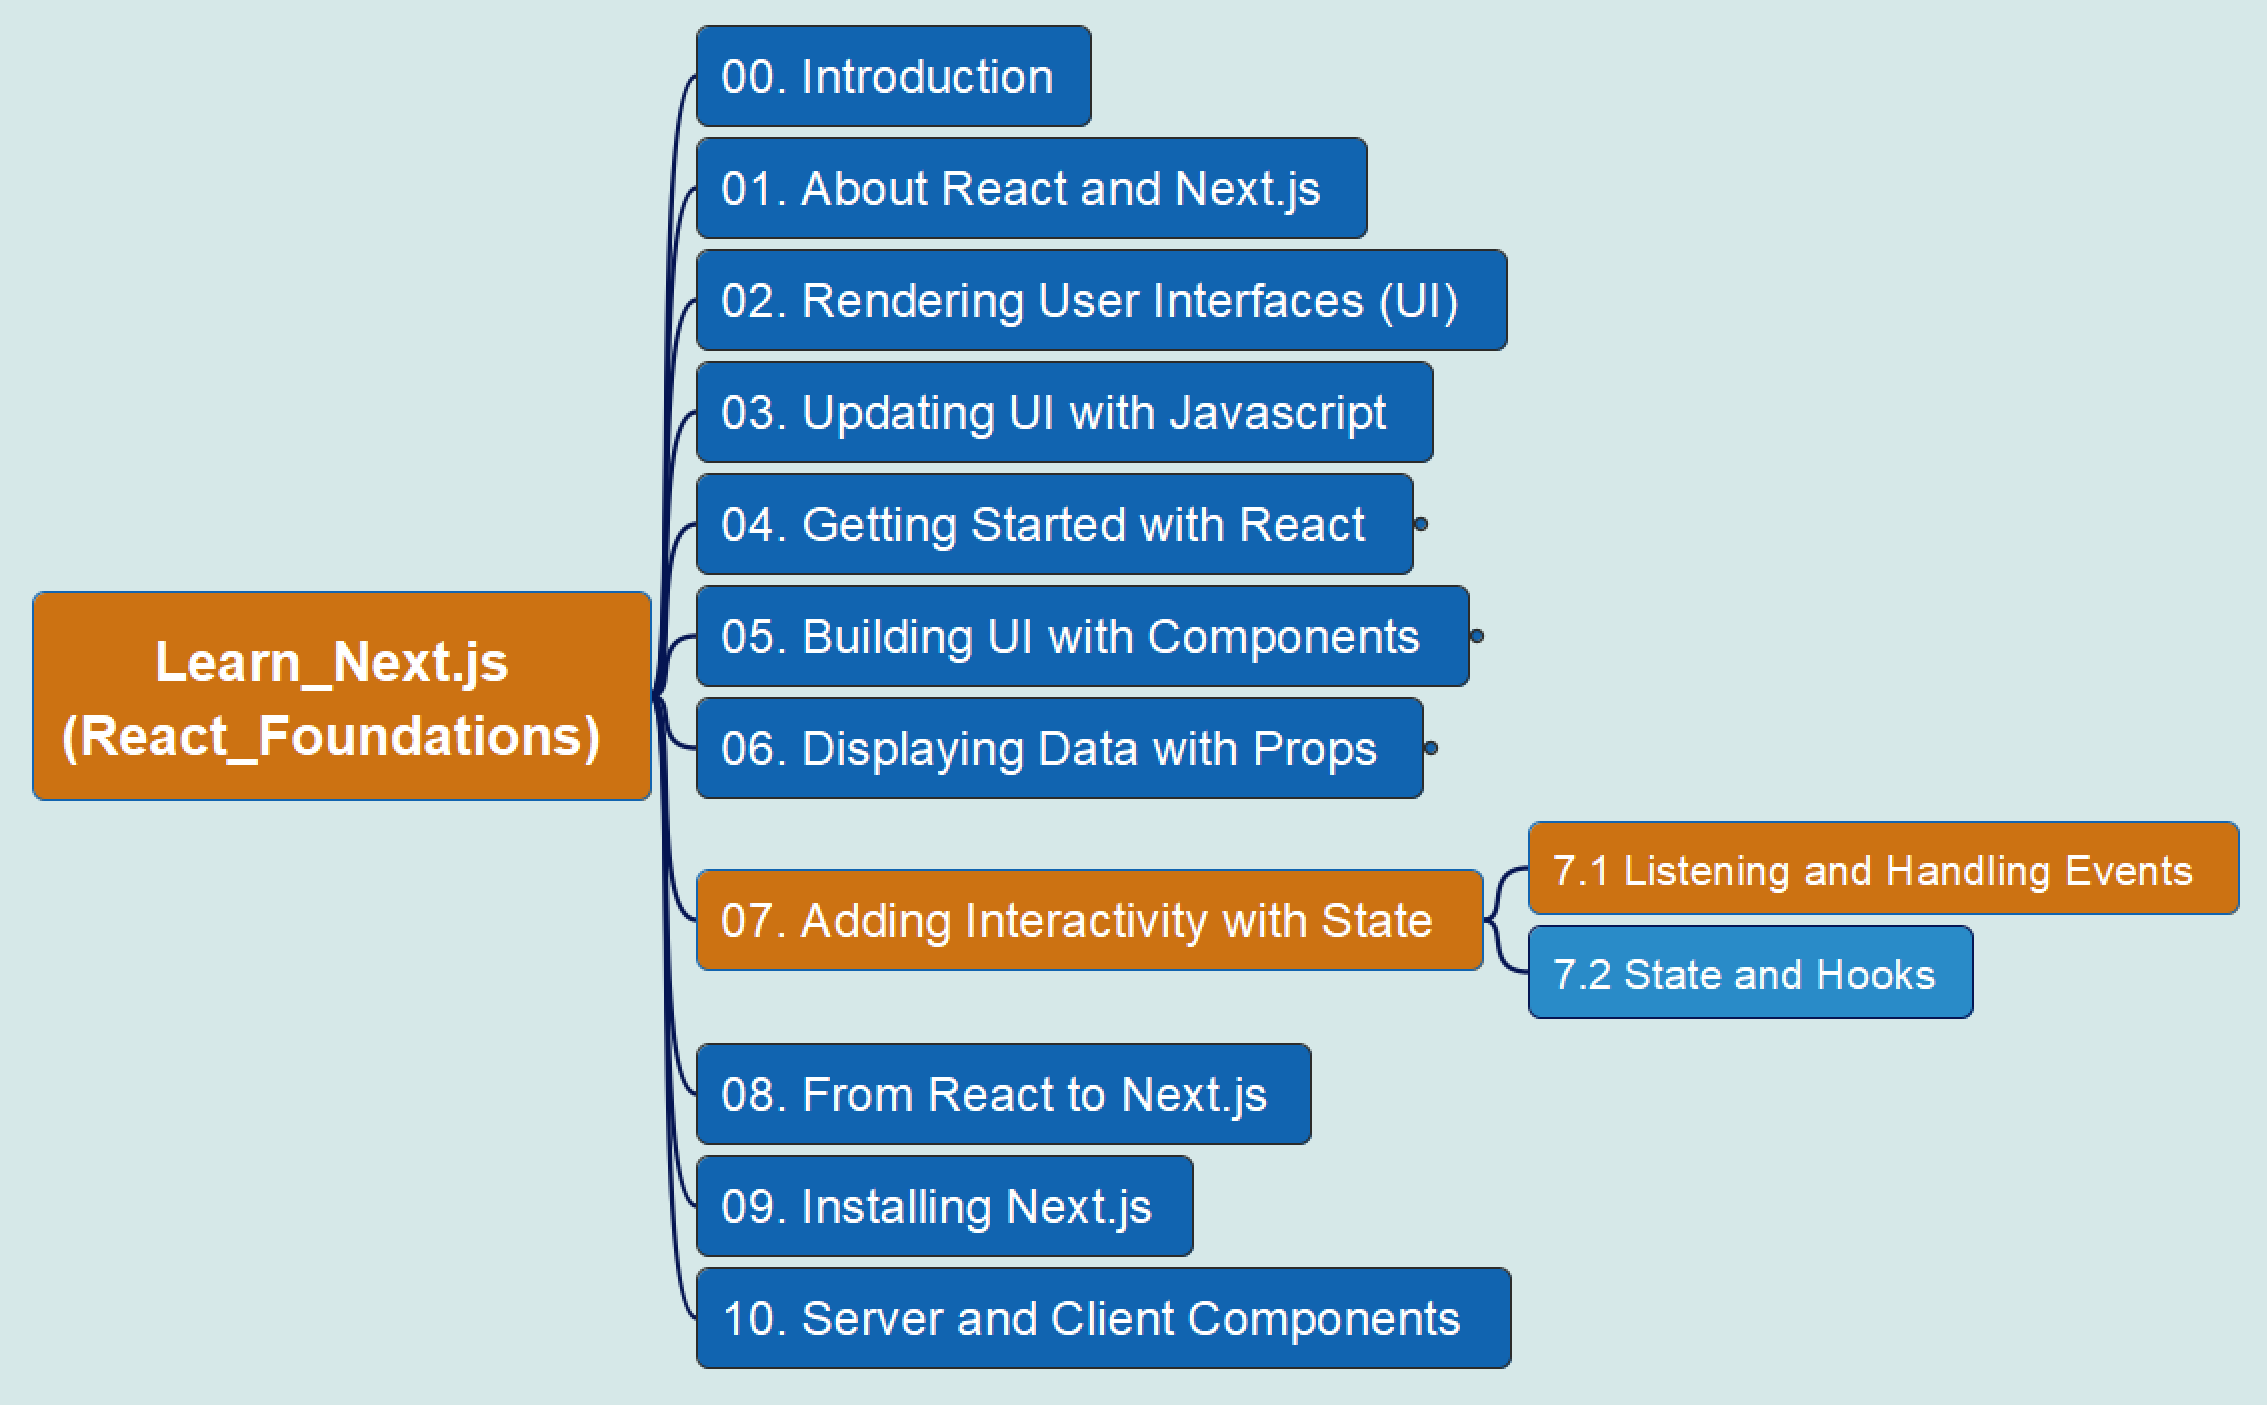 Learn_Next.js
(React_Foundations)
00. Introduction
01. About React and Next.js
02. Rendering User Interfaces (UI)
03. Updating UI with Javascript
04. Getting Started with React
05. Building UI with Components
06. Displaying Data with Props
07. Adding Interactivity with State
7.1 Listening and Handling Events
7.2 State and Hooks
08. From React to Next.js
09. Installing Next.js
10. Server and Client Components